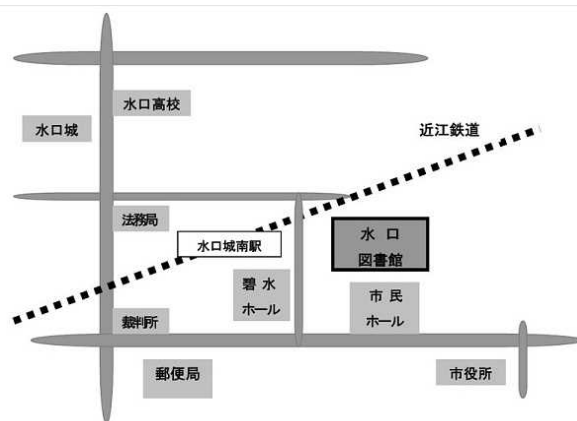 水口高校
水口城
近江鉄道
法務局
水口城南駅
水 口
図書館
碧 水
ホール
市 民
ホール
裁判所
郵便局
市役所